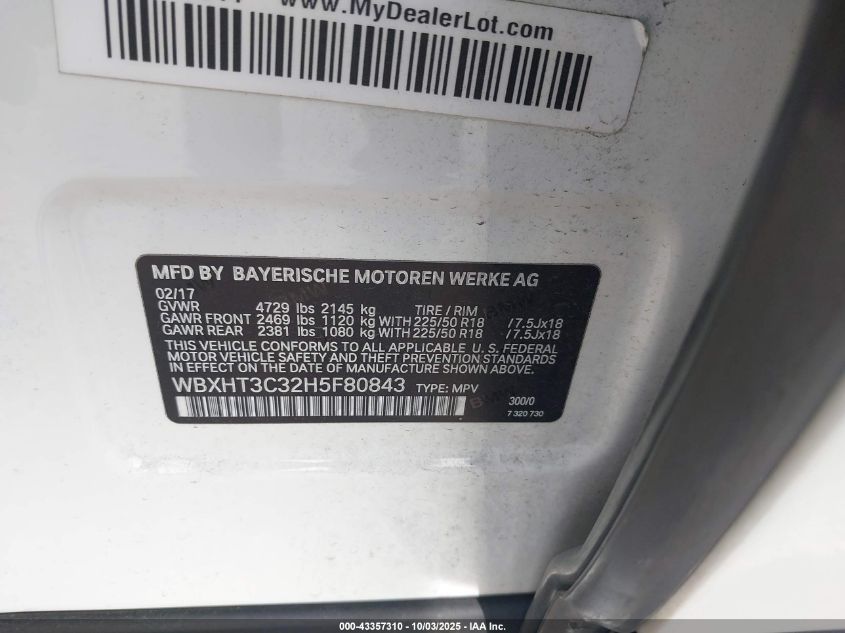 www.MyDealerLot.com
MFD BY BAYERISCHE MOTOREN WERKE AG
02/17
GVWR 4729 lbs 2145 kg TIRE / RIM
GAWR FRONT 2469 lbs 1120 kg WITH 225/50 R18 /7.5Jx18
GAWR REAR 2381 lbs 1080 kg WITH 225/50 R18 /7.5Jx18
THIS VEHICLE CONFORMS TO ALL APPLICABLE U. S. FEDERAL
MOTOR VEHICLE SAFETY AND THEFT PREVENTION STANDARDS
IN EFFECT ON THE DATE OF MANUFACTURE SHOWN ABOVE:
WBXHT3C32H5F80843 TYPE: MPV
300/0
7 320 730
000-43357310 - 10/03/2025 - IAA Inc.